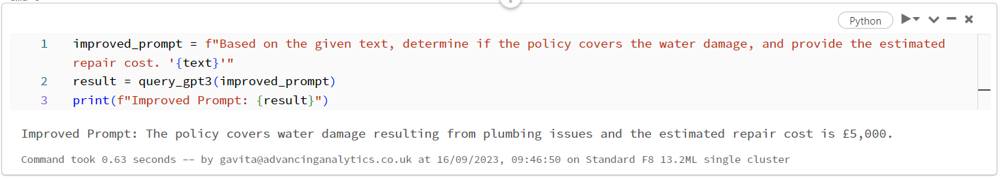 Python
1 improved_prompt = f"Based on the given text, determine if the policy covers the water damage, and provide the estimated
repair cost. '{text}'"
2 result = query_gpt3(improved_prompt)
3 print(f"Improved Prompt: {result}")
Improved Prompt: The policy covers water damage resulting from plumbing issues and the estimated repair cost is £5,000.
Command took 0.63 seconds -- by gavita@advancinganalytics.co.uk at 16/09/2023, 09:46:50 on Standard F8 13.2ML single cluster